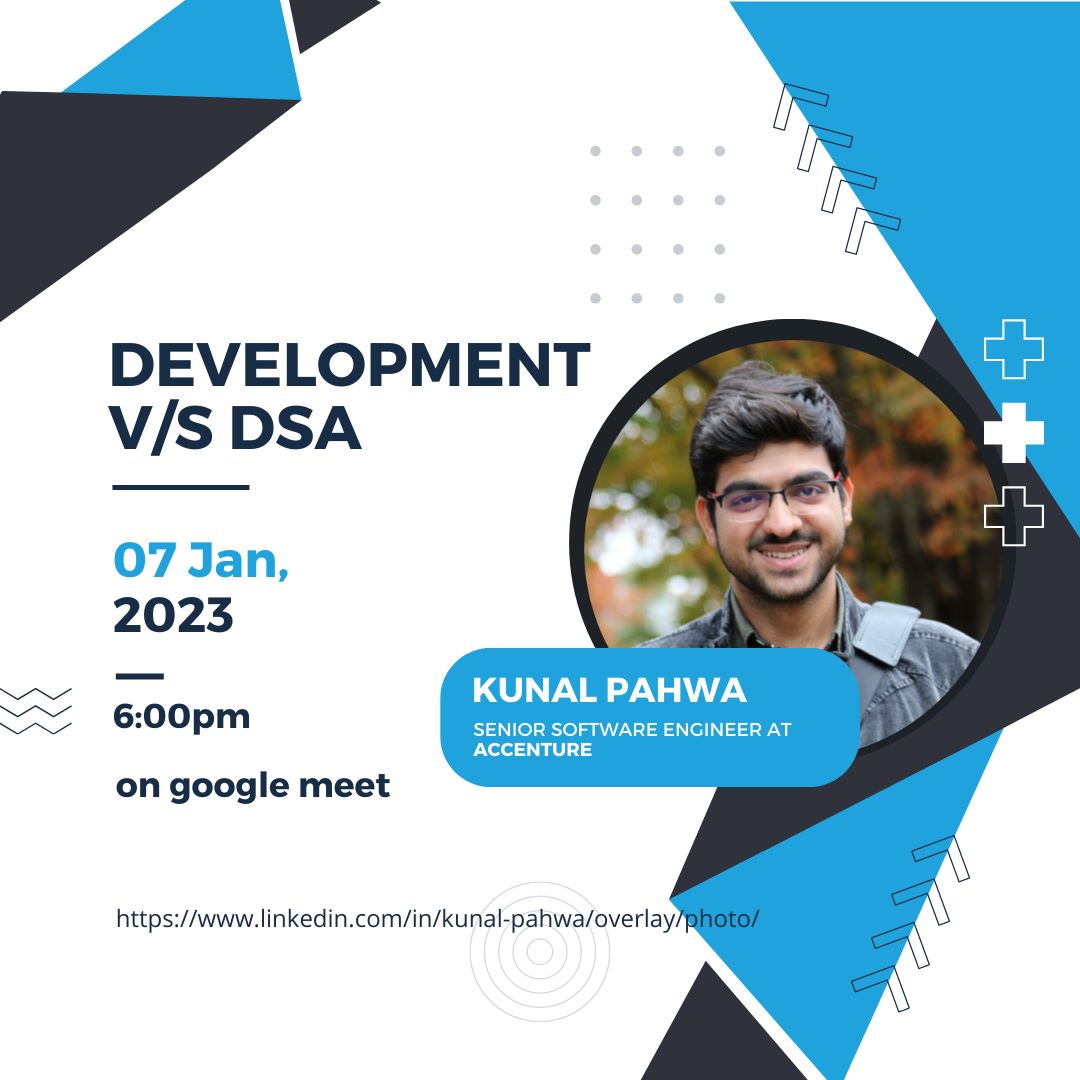 DEVELOPMENT
V/S DSA
07 Jan,
2023
6:00pm
on google meet
KUNAL PAHWA
SENIOR SOFTWARE ENGINEER AT
ACCENTURE
https://www.linkedin.com/in/kunal-pahwa/overlay/photo/